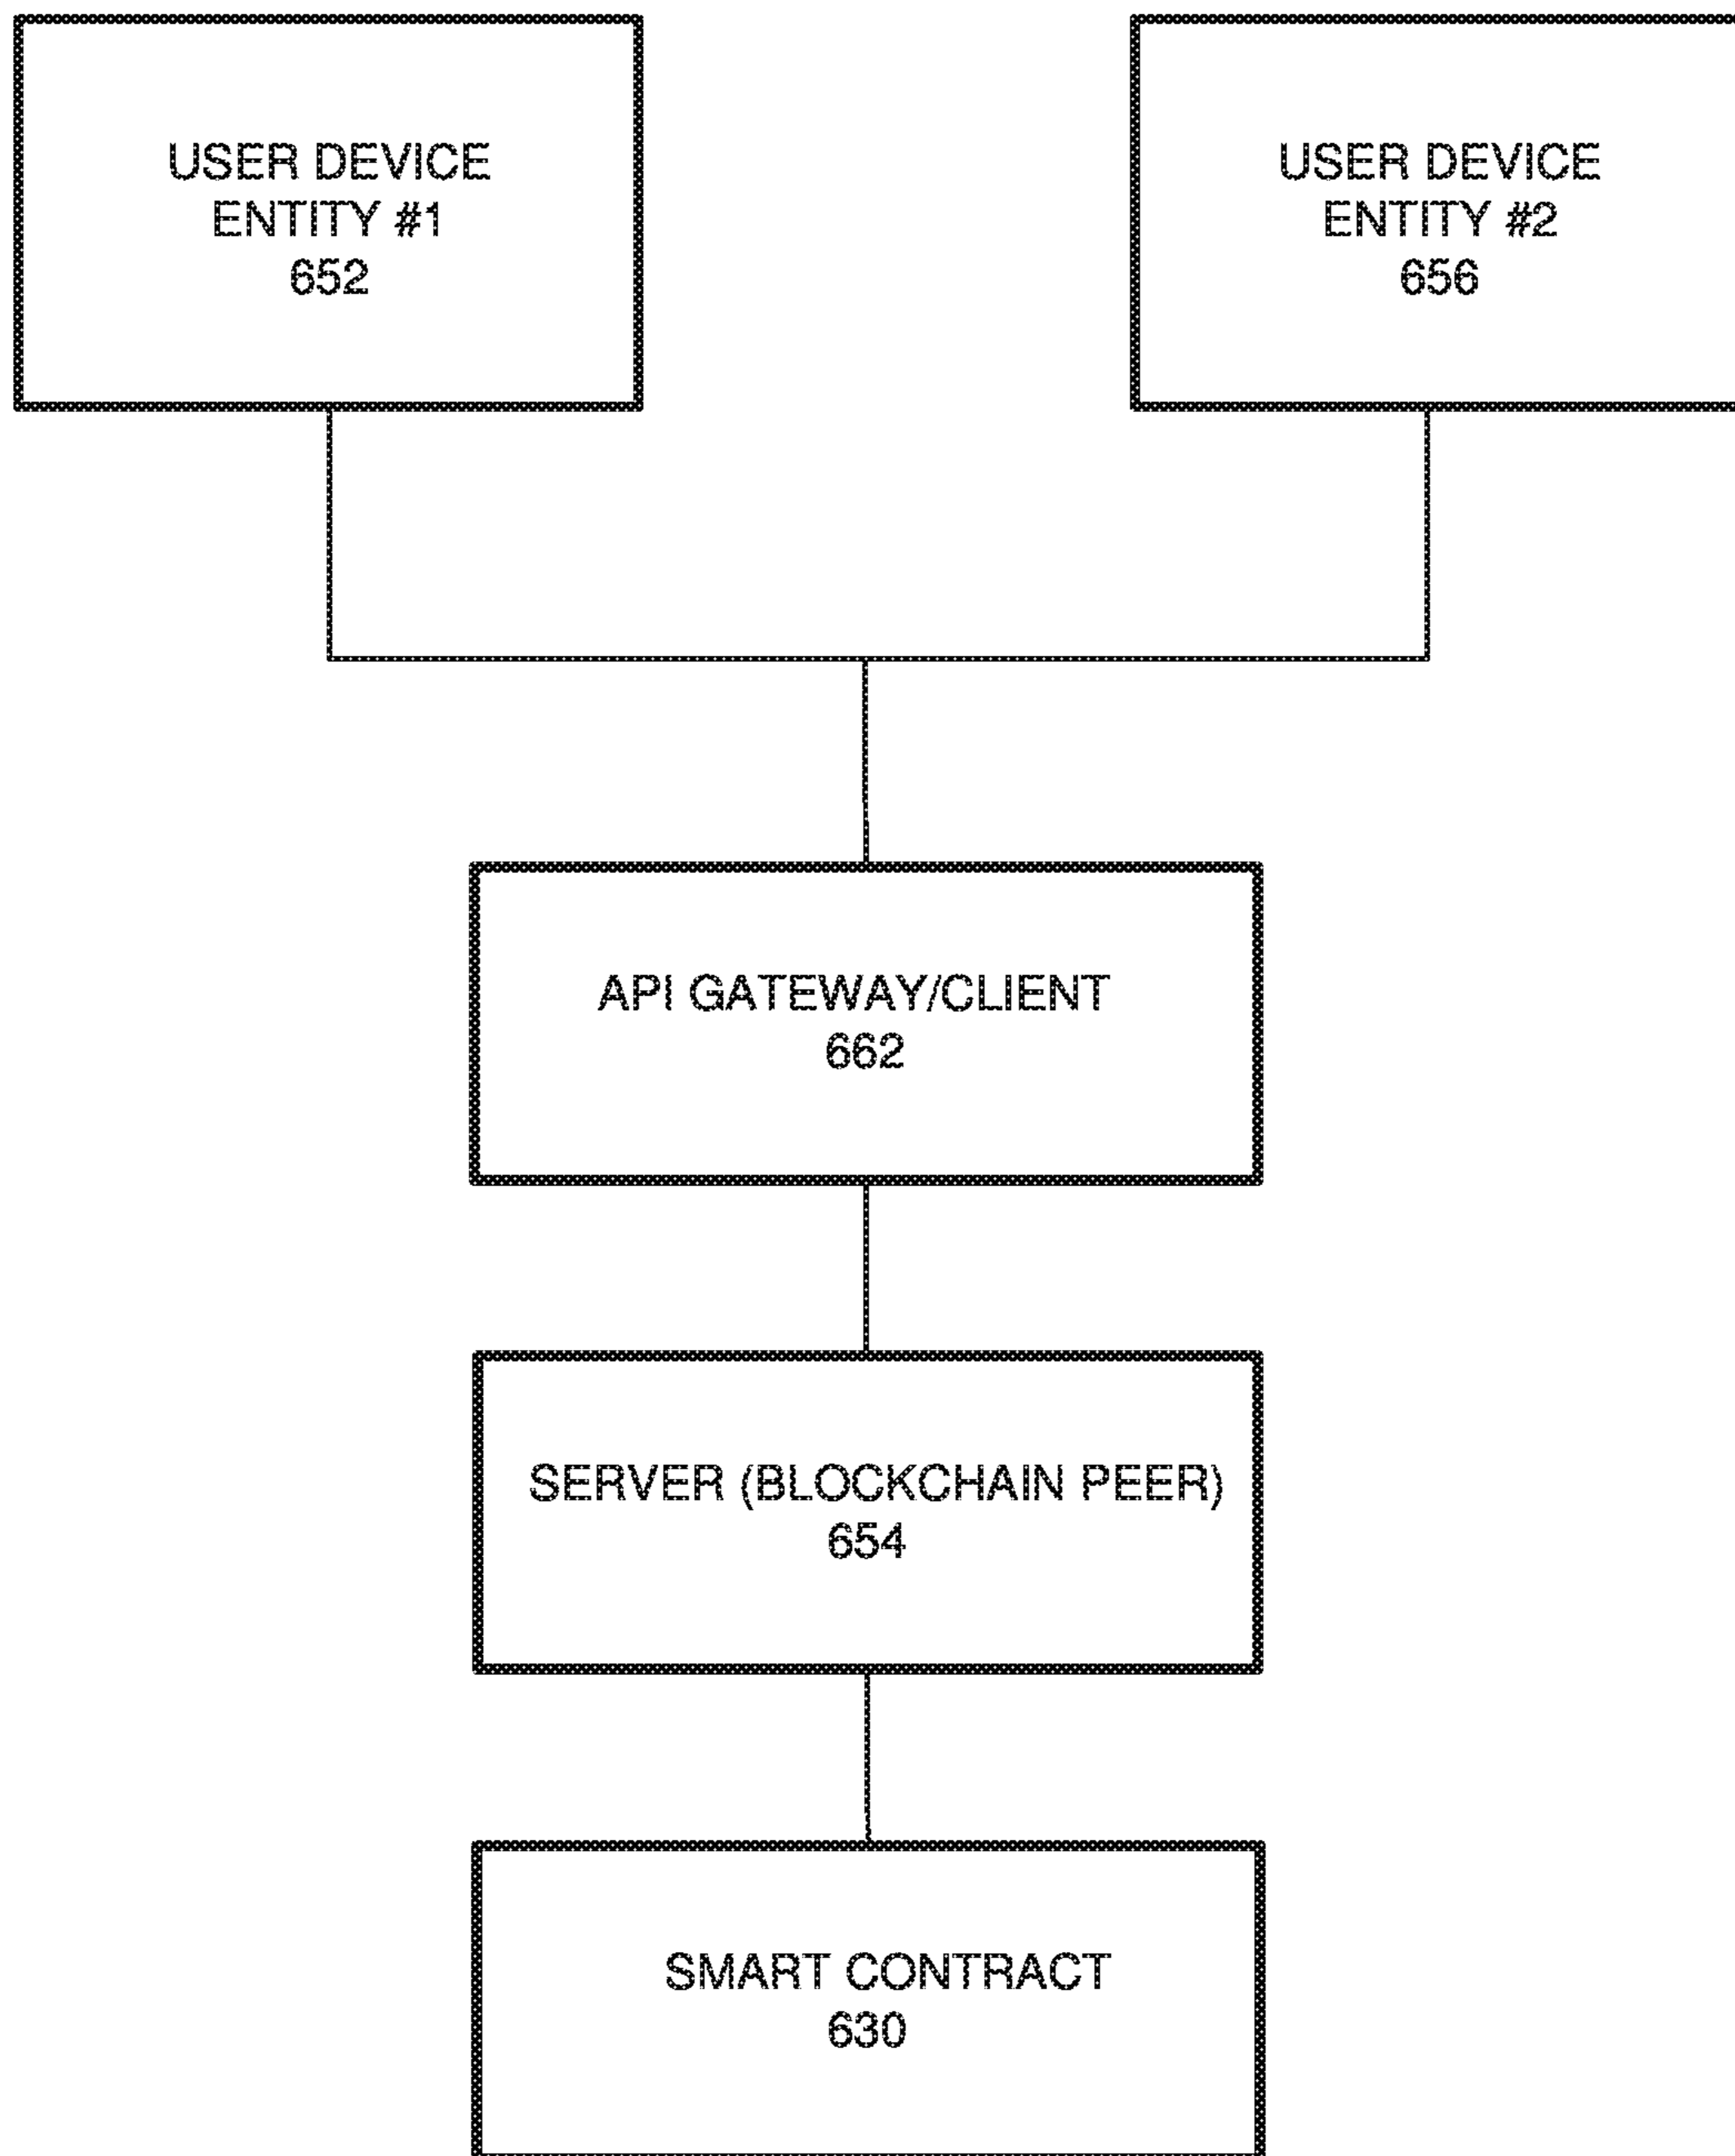 USER DEVICE
ENTITY #1
652
USER DEVICE
ENTITY #2
656
API GATEWAY/CLIENT
662
SERVER (BLOCKCHAIN PEER)
654
SMART CONTRACT
630